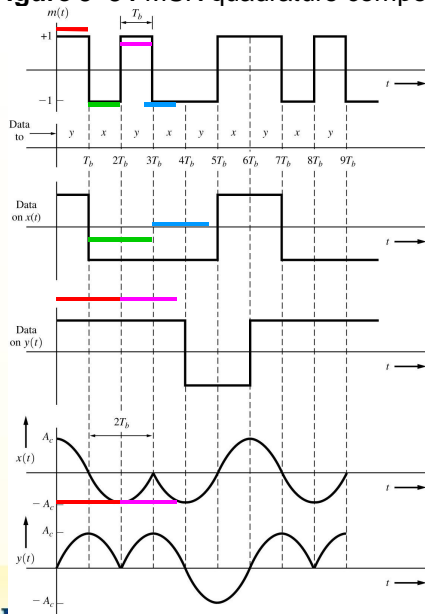 Figure 5–34 MSK quadrature compo
m(t)
T_b
+1
−1
t
Data
to
y x y x y x y x y
T_b 2T_b 3T_b 4T_b 5T_b 6T_b 7T_b 8T_b 9T_b
Data
on x(t)
t
Data
on y(t)
t
2T_b
A_c
x(t)
t
− A_c
A_c
y(t)
t
− A_c